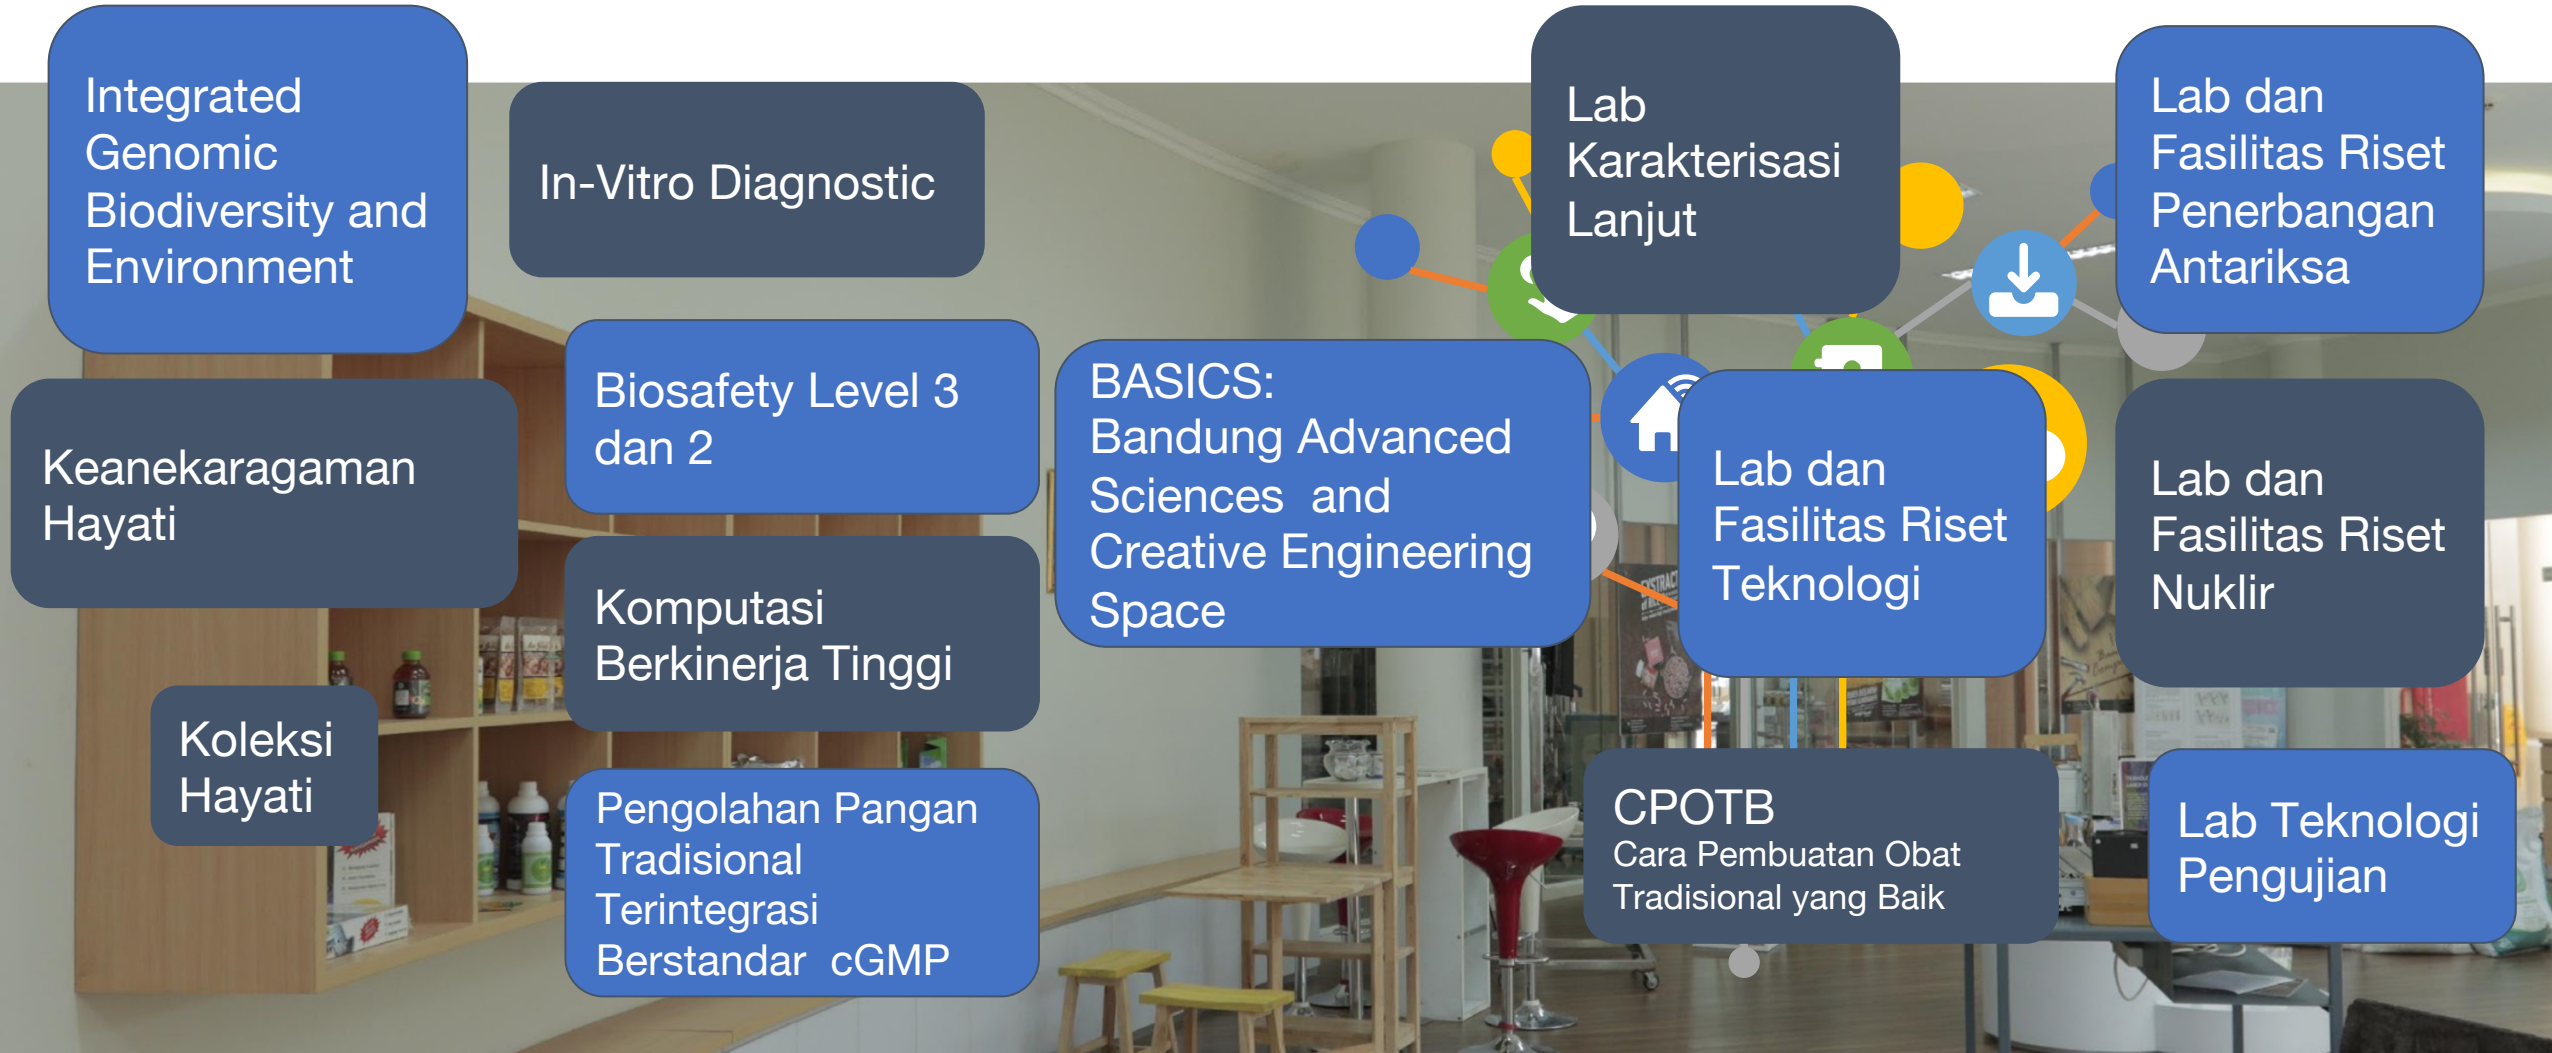 Integrated
Genomic
Biodiversity and
Environment
In-Vitro Diagnostic
Lab
Karakterisasi
Lanjut
Lab dan
Fasilitas Riset
Penerbangan
Antariksa
Keanekaragaman
Hayati
Biosafety Level 3
dan 2
BASICS:
Bandung Advanced
Sciences  and
Creative Engineering
Space
Lab dan
Fasilitas Riset
Teknologi
Lab dan
Fasilitas Riset
Nuklir
Koleksi
Hayati
Komputasi
Berkinerja Tinggi
Pengolahan Pangan
Tradisional
Terintegrasi
Berstandar  cGMP
CPOTB
Cara Pembuatan Obat
Tradisional yang Baik
Lab Teknologi
Pengujian